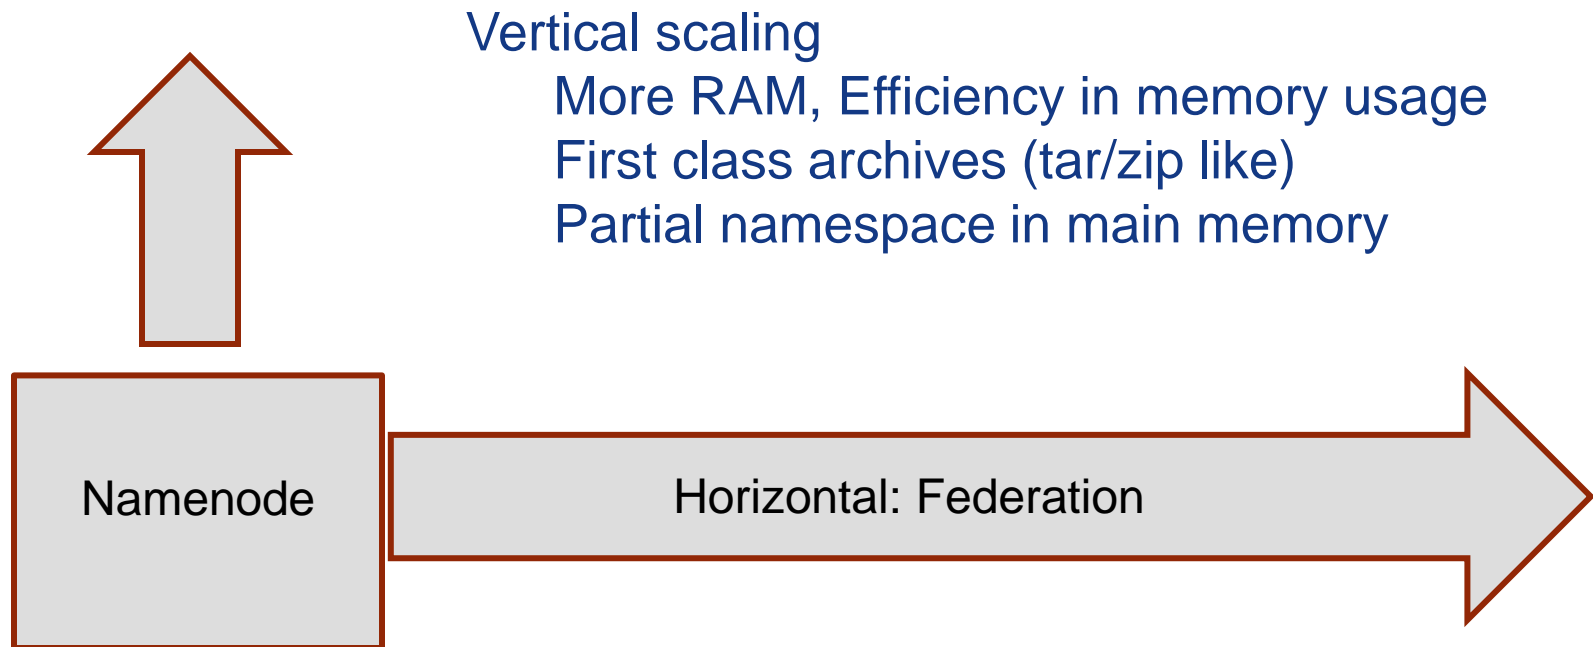 Vertical scaling
More RAM, Efficiency in memory usage
First class archives (tar/zip like)
Partial namespace in main memory
Namenode
Horizontal: Federation